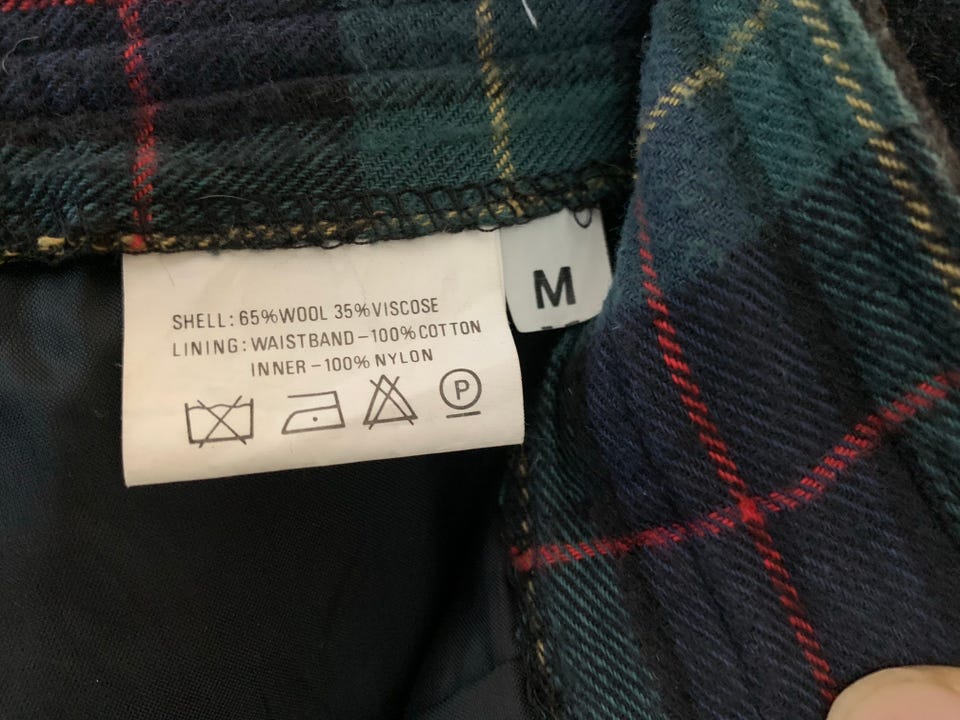 SHELL: 65%WOOL 35%VISCOSE
LINING: WAISTBAND-100%COTTON
INNER-100% NYLON
P
M